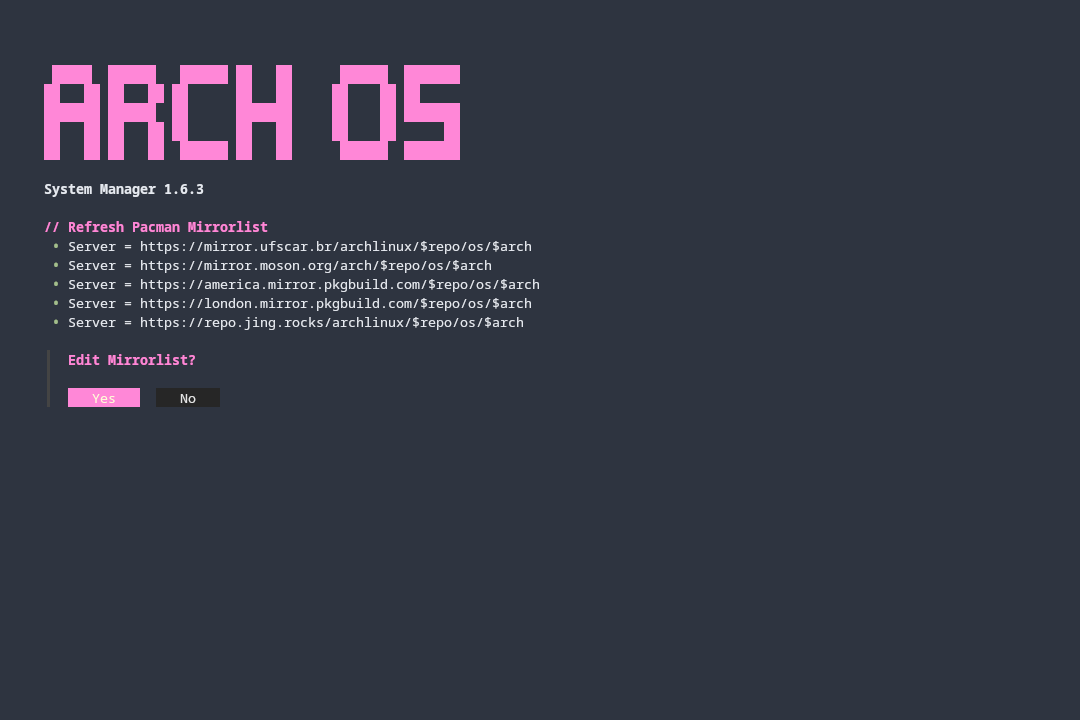 ARCH OS
System Manager 1.6.3
// Refresh Pacman Mirrorlist
• Server = https://mirror.ufscar.br/archlinux/$repo/os/$arch
• Server = https://mirror.moson.org/arch/$repo/os/$arch
• Server = https://america.mirror.pkgbuild.com/$repo/os/$arch
• Server = https://london.mirror.pkgbuild.com/$repo/os/$arch
• Server = https://repo.jing.rocks/archlinux/$repo/os/$arch
Edit Mirrorlist?
Yes No